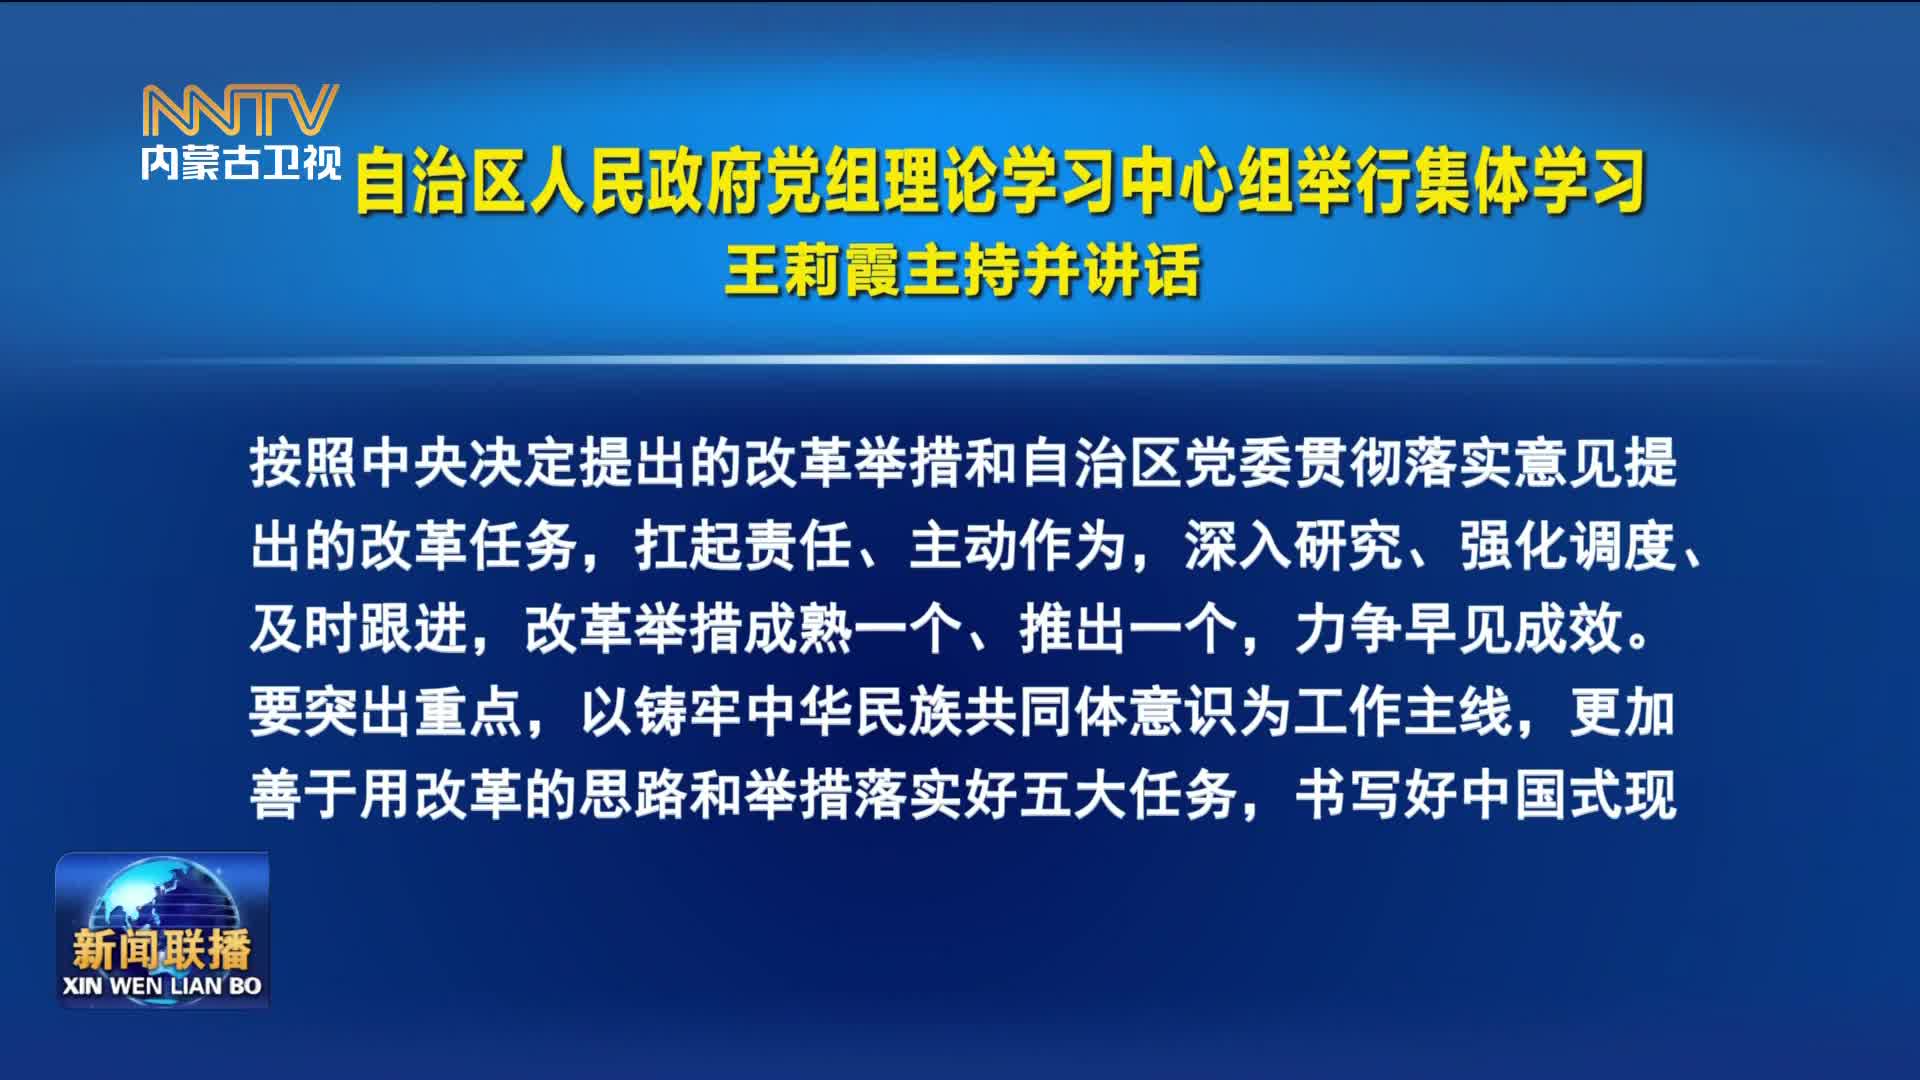 NNTV
内蒙古卫视
自治区人民政府党组理论学习中心组举行集体学习
王莉霞主持并讲话
按照中央决定提出的改革举措和自治区党委贯彻落实意见提
出的改革任务，扛起责任、主动作为，深入研究、强化调度、
及时跟进，改革举措成熟一个、推出一个，力争早见成效。
要突出重点，以铸牢中华民族共同体意识为工作主线，更加
善于用改革的思路和举措落实好五大任务，书写好中国式现
新闻联播
XIN WEN LIAN BO